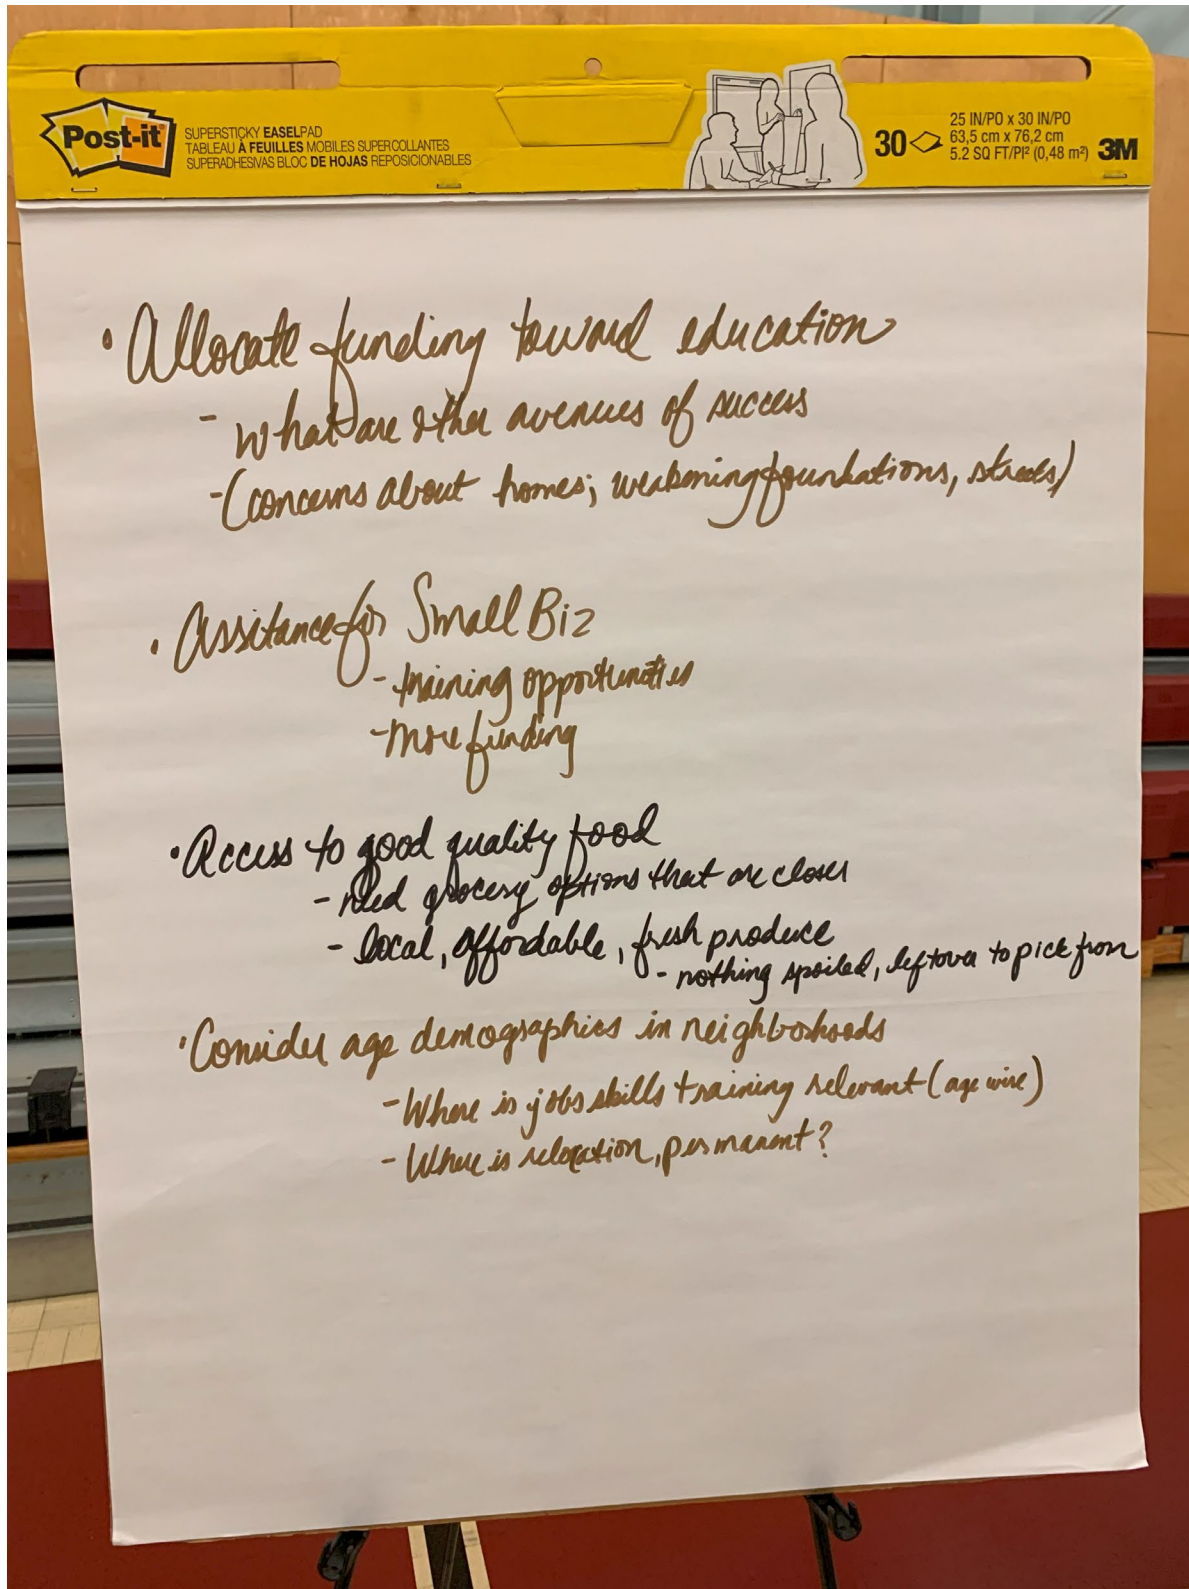 Post-it
SUPERSTICKY EASELPAD
TABLEAU À FEUILLES MOBILES SUPERCOLLANTES
SUPERADHESIVAS BLOC DE HOJAS REPOSICIONABLES
30
25 IN/PO x 30 IN/PO
63,5 cm x 76,2 cm
5.2 SQ FT/PI² (0,48 m²)
3M
• Allocate funding toward education
- What are other avenues of success
- (concerns about homes; weakening foundations, streets)
• Assitance for Small Biz
- training opportunities
- More funding
• Access to good quality food
- need grocery options that are closer
- local, affordable, fresh produce
- nothing spoiled, leftover to pick from
• Consider age demographics in neighborhoods
- Where is jobs skills training relevant (age wise)
- Where is relocation, permanent?